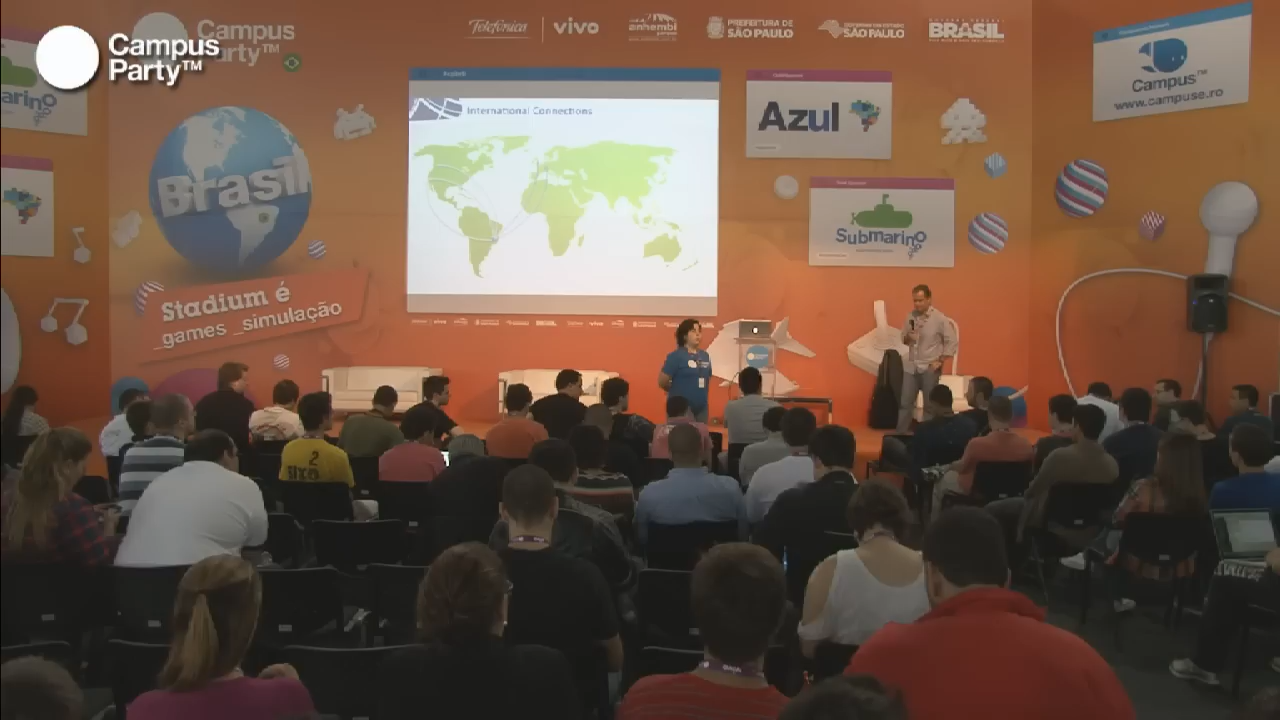 Campus
Party™
Campus
Party™
Telefónica
vivo
anhembi
PREFEITURA DE
SÃO PAULO
SÃO PAULO
BRASIL
arino
International Connections
Azul
Campus™
www.campuse.ro
Brasil
Submarino
Stadium é
_games _simulação
2